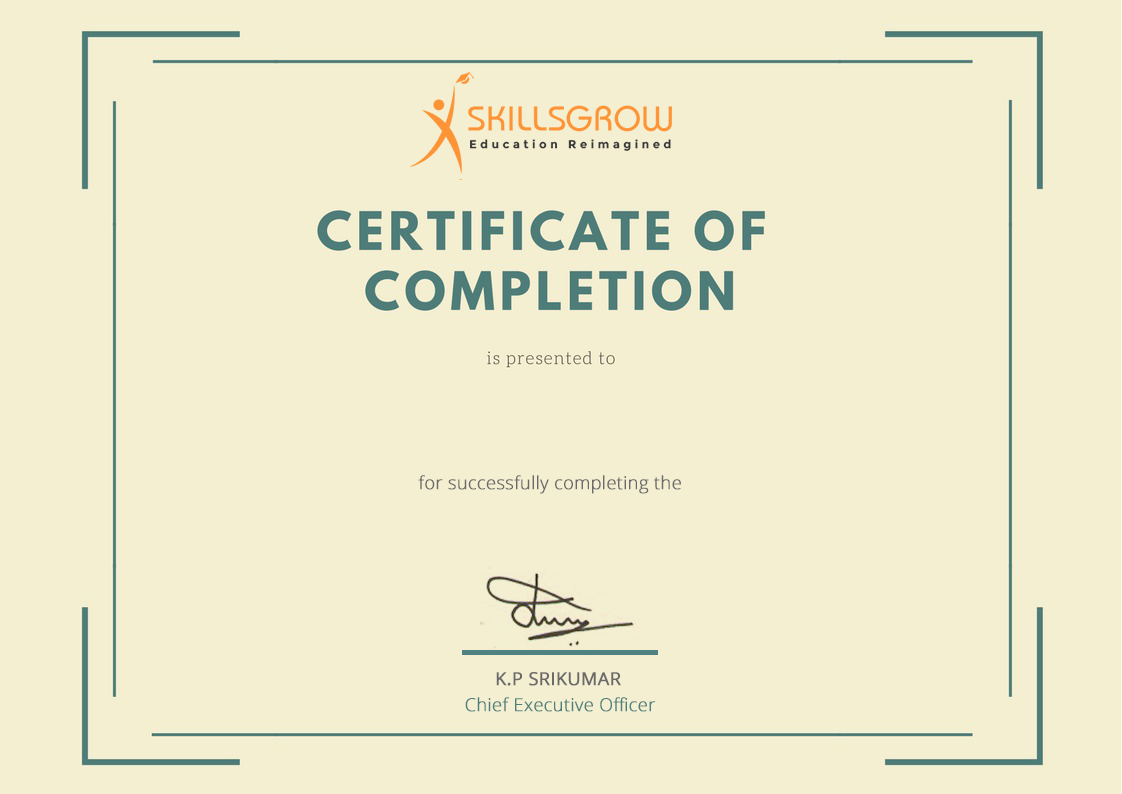 SKILLSGROW
Education Reimagined
CERTIFICATE OF
COMPLETION
is presented to
for successfully completing the
K.P SRIKUMAR
Chief Executive Officer